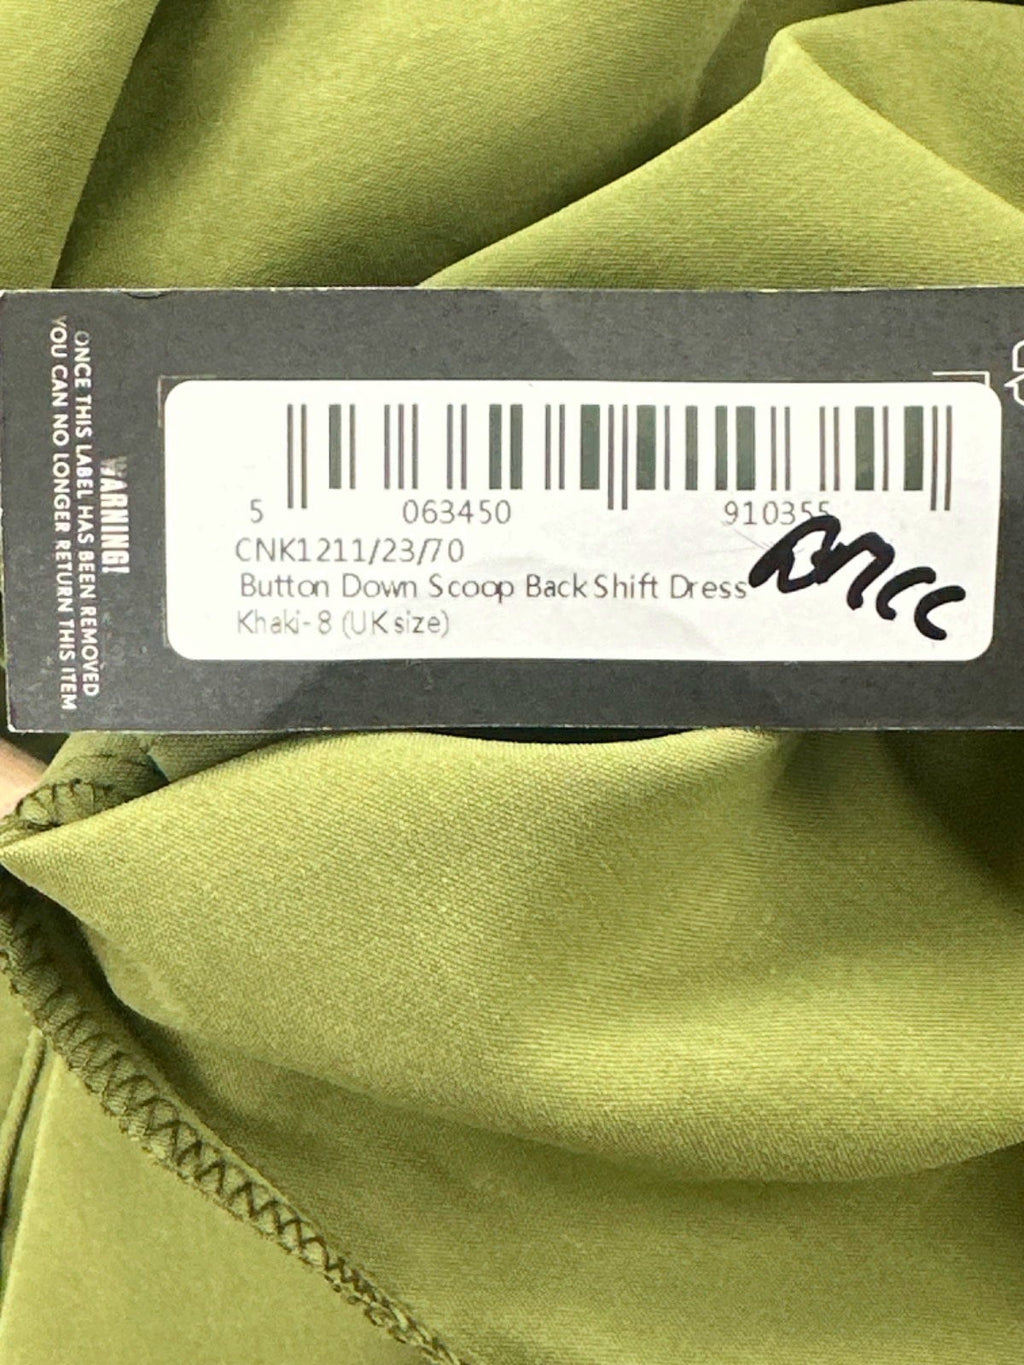 WARNING!
ONCE THIS LABEL HAS BEEN REMOVED
YOU CAN NO LONGER RETURN THIS ITEM
5 063450 910355
CNK1211/23/70
Button Down Scoop Back Shift Dress
Khaki- 8 (UK size)